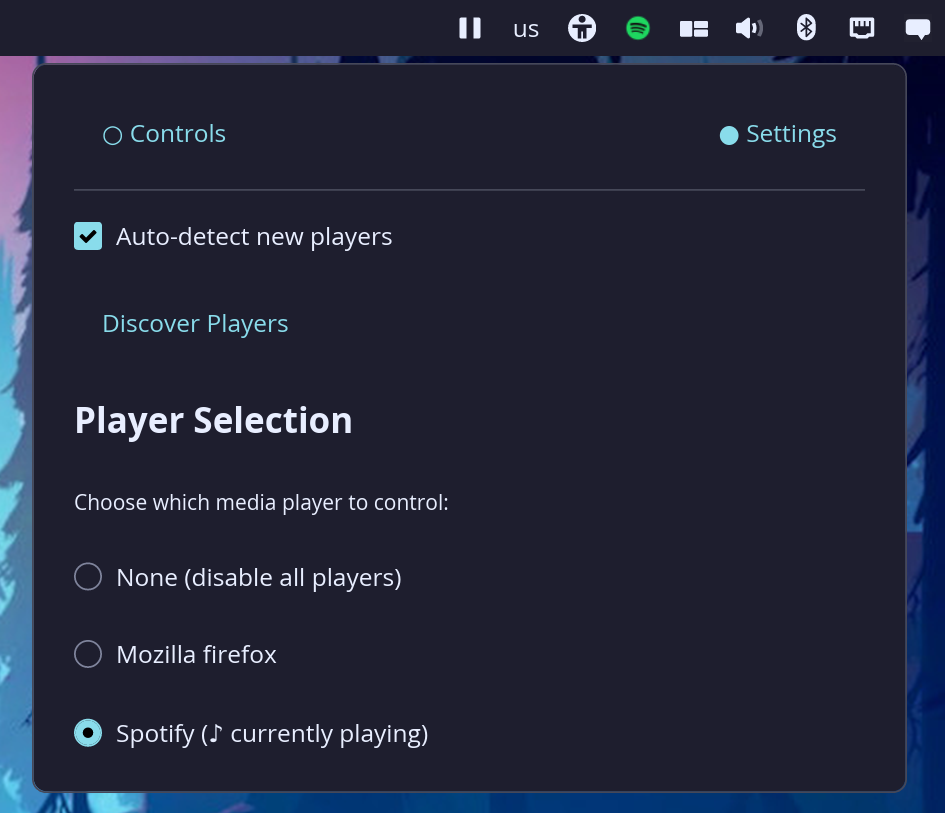 us
Controls
Settings
Auto-detect new players
Discover Players
Player Selection
Choose which media player to control:
None (disable all players)
Mozilla firefox
Spotify (♪ currently playing)